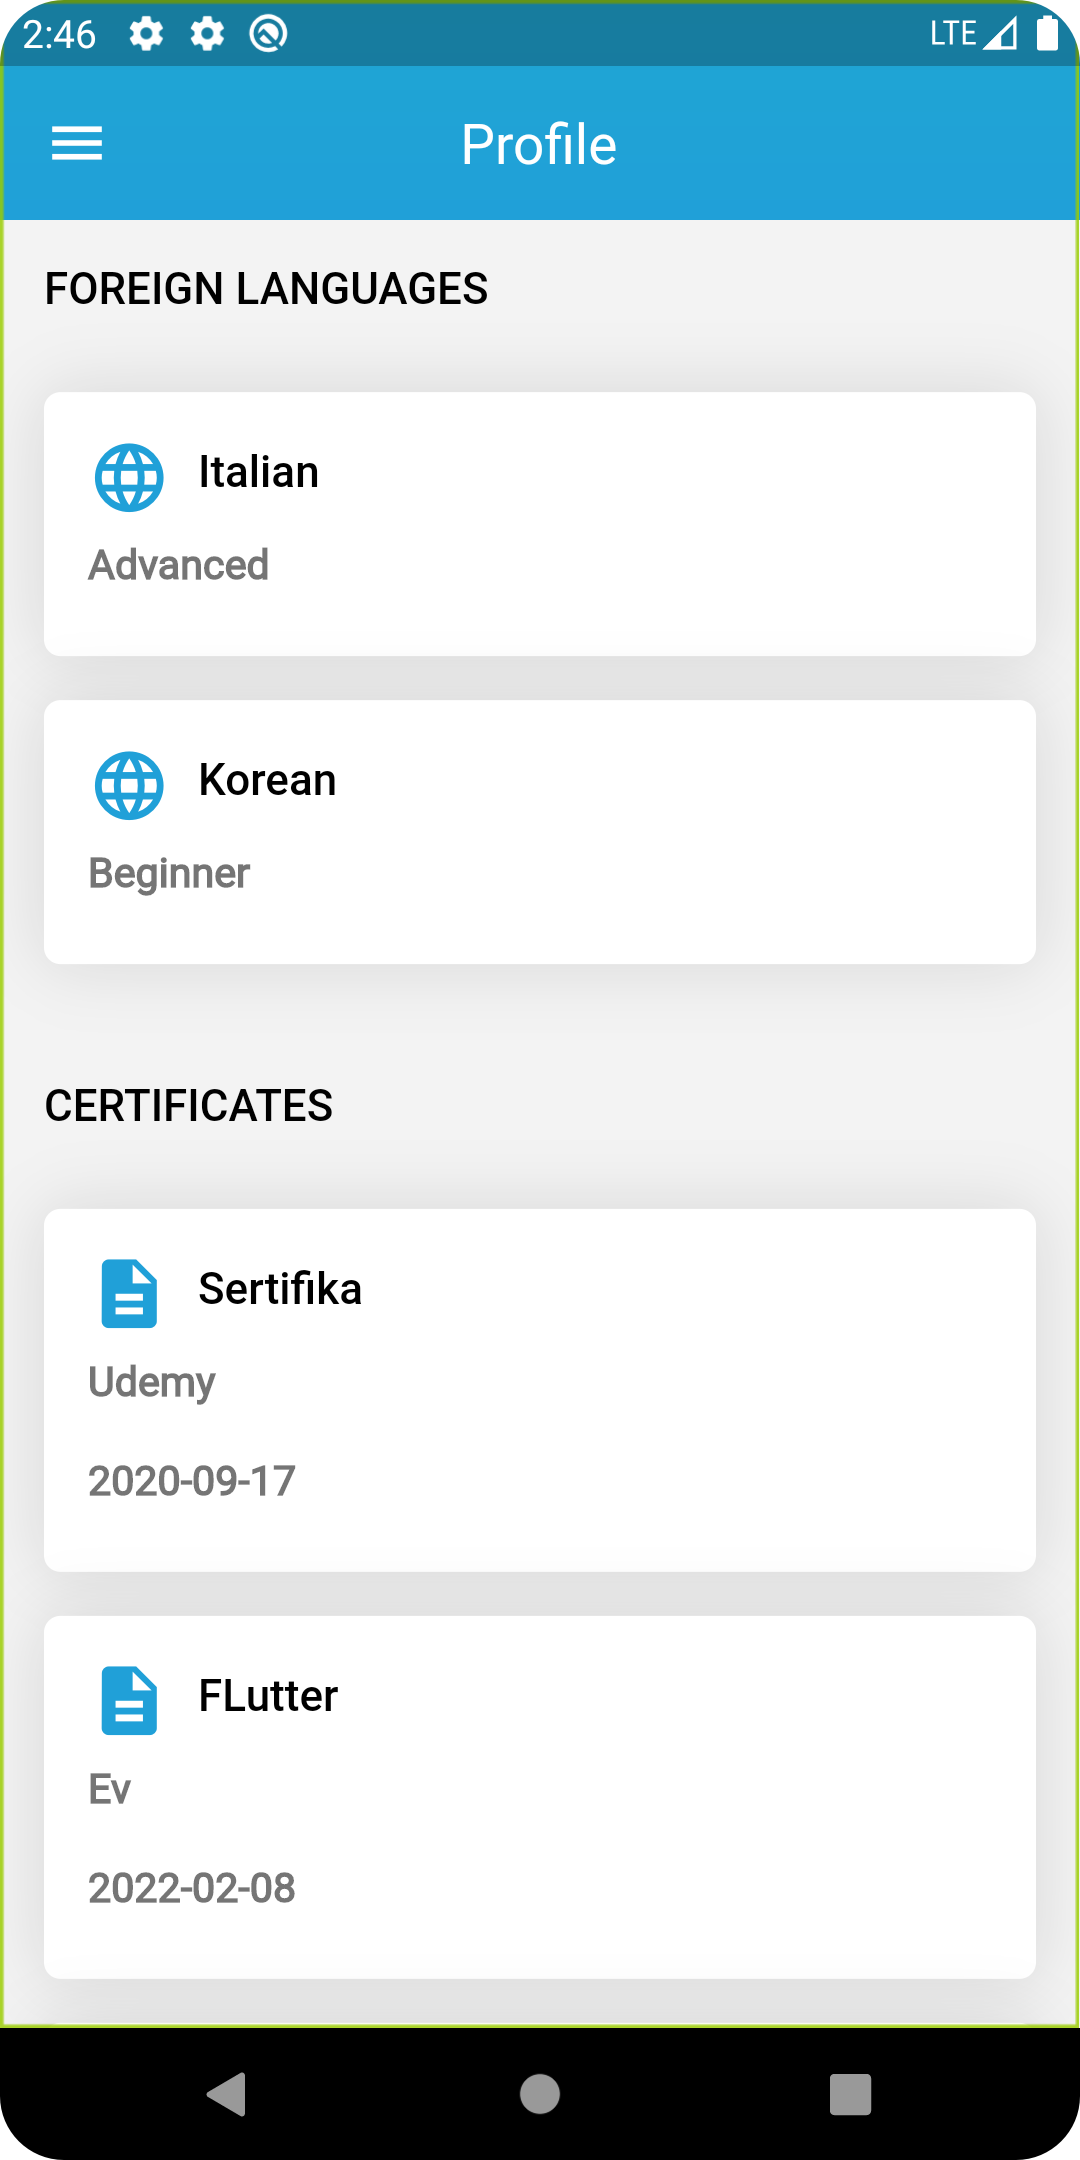 2:46 LTE
Profile
FOREIGN LANGUAGES
Italian
Advanced
Korean
Beginner
CERTIFICATES
Sertifika
Udemy
2020-09-17
FLutter
Ev
2022-02-08